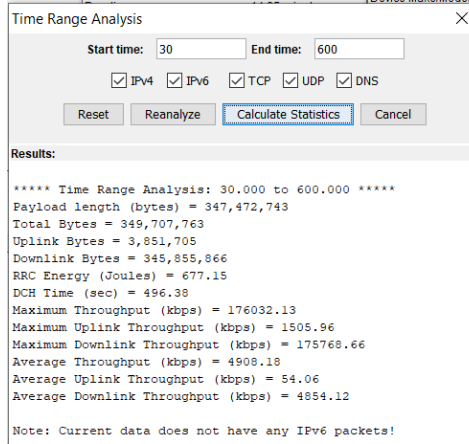 Time Range Analysis
Start time: 30 End time: 600
IPv4 IPv6 TCP UDP DNS
Reset Reanalyze Calculate Statistics Cancel
Results:
***** Time Range Analysis: 30.000 to 600.000 *****
Payload length (bytes) = 347,472,743
Total Bytes = 349,707,763
Uplink Bytes = 3,851,705
Downlink Bytes = 345,855,866
RRC Energy (Joules) = 677.15
DCH Time (sec) = 496.38
Maximum Throughput (kbps) = 176032.13
Maximum Uplink Throughput (kbps) = 1505.96
Maximum Downlink Throughput (kbps) = 175768.66
Average Throughput (kbps) = 4908.18
Average Uplink Throughput (kbps) = 54.06
Average Downlink Throughput (kbps) = 4854.12
Note: Current data does not have any IPv6 packets!